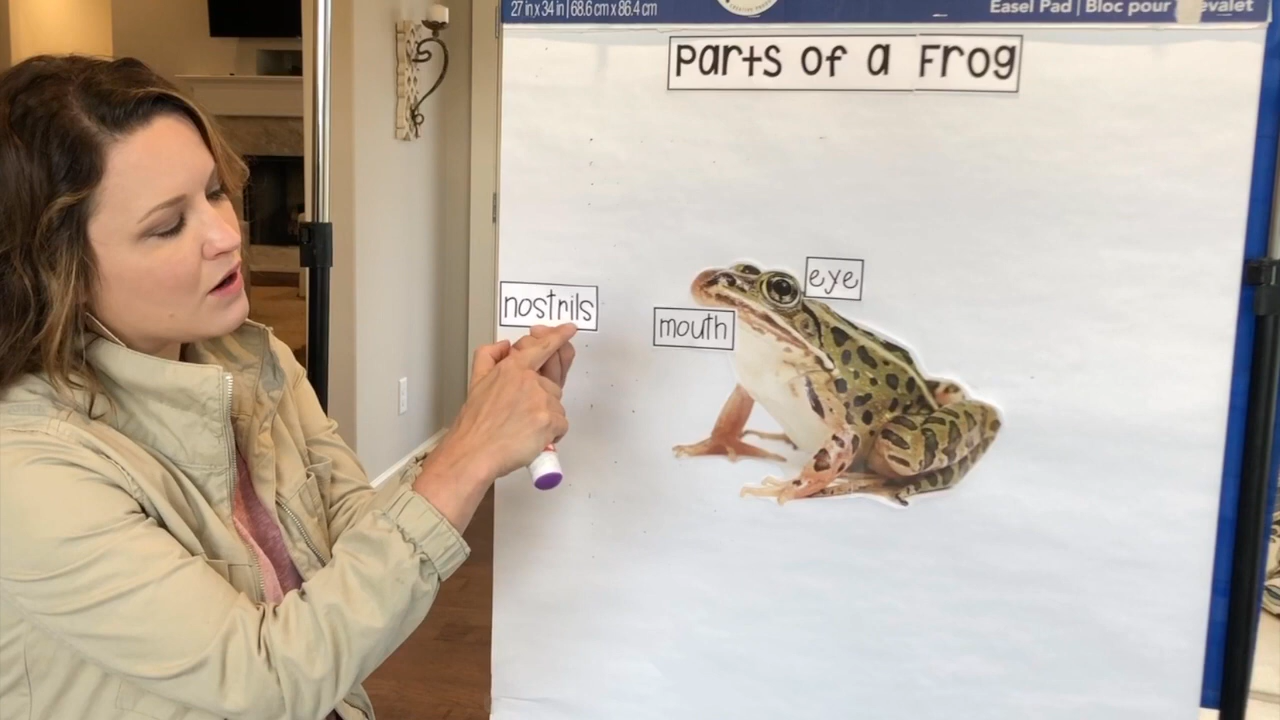 27 in x 34 in | 68.6 cm x 86.4 cm
Easel Pad | Bloc pour
Parts of a Frog
eye
nostrils
mouth